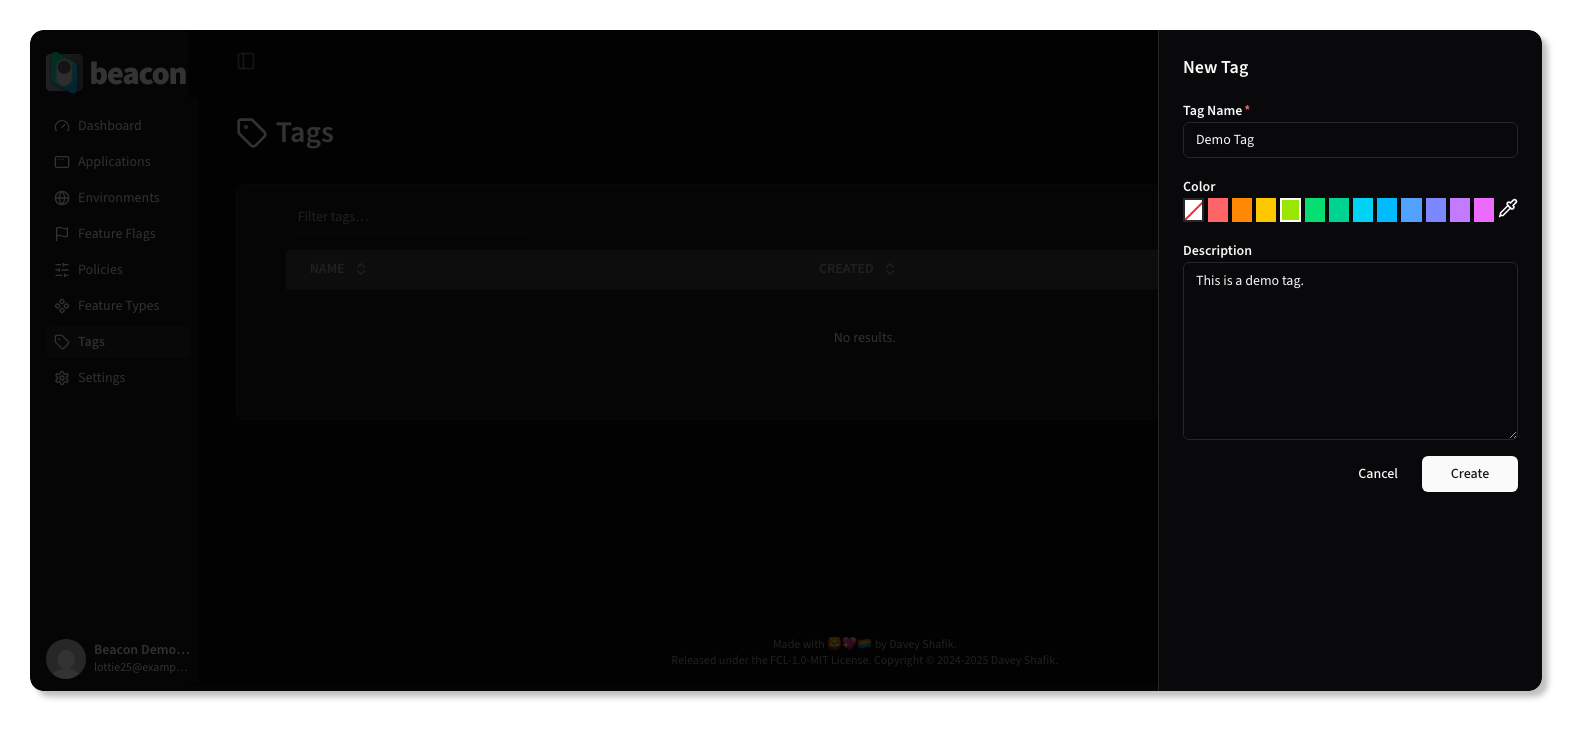 beacon
Dashboard
Applications
Environments
Feature Flags
Policies
Feature Types
Tags
Settings
Beacon Demo...
lottie25@examp...
Tags
Filter tags...
NAME
CREATED
No results.
Made with 🦁💖🏳️‍🌈 by Davey Shafik.
Released under the FCL-1.0-MIT License. Copyright © 2024-2025 Davey Shafik.
New Tag
Tag Name *
Demo Tag
Color
Description
This is a demo tag.
Cancel
Create